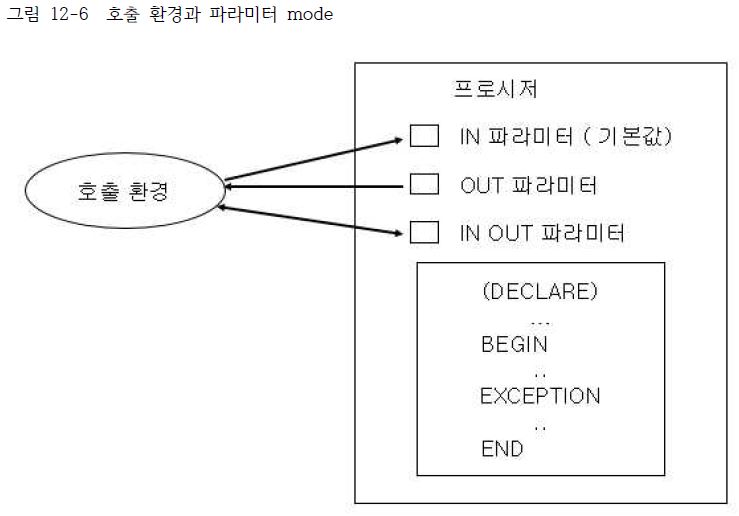 그림 12-6 호출 환경과 파라미터 mode
프로시저
IN 파라미터 ( 기본값)
호출 환경
OUT 파라미터
IN OUT 파라미터
(DECLARE)
...
BEGIN
..
EXCEPTION
..
END